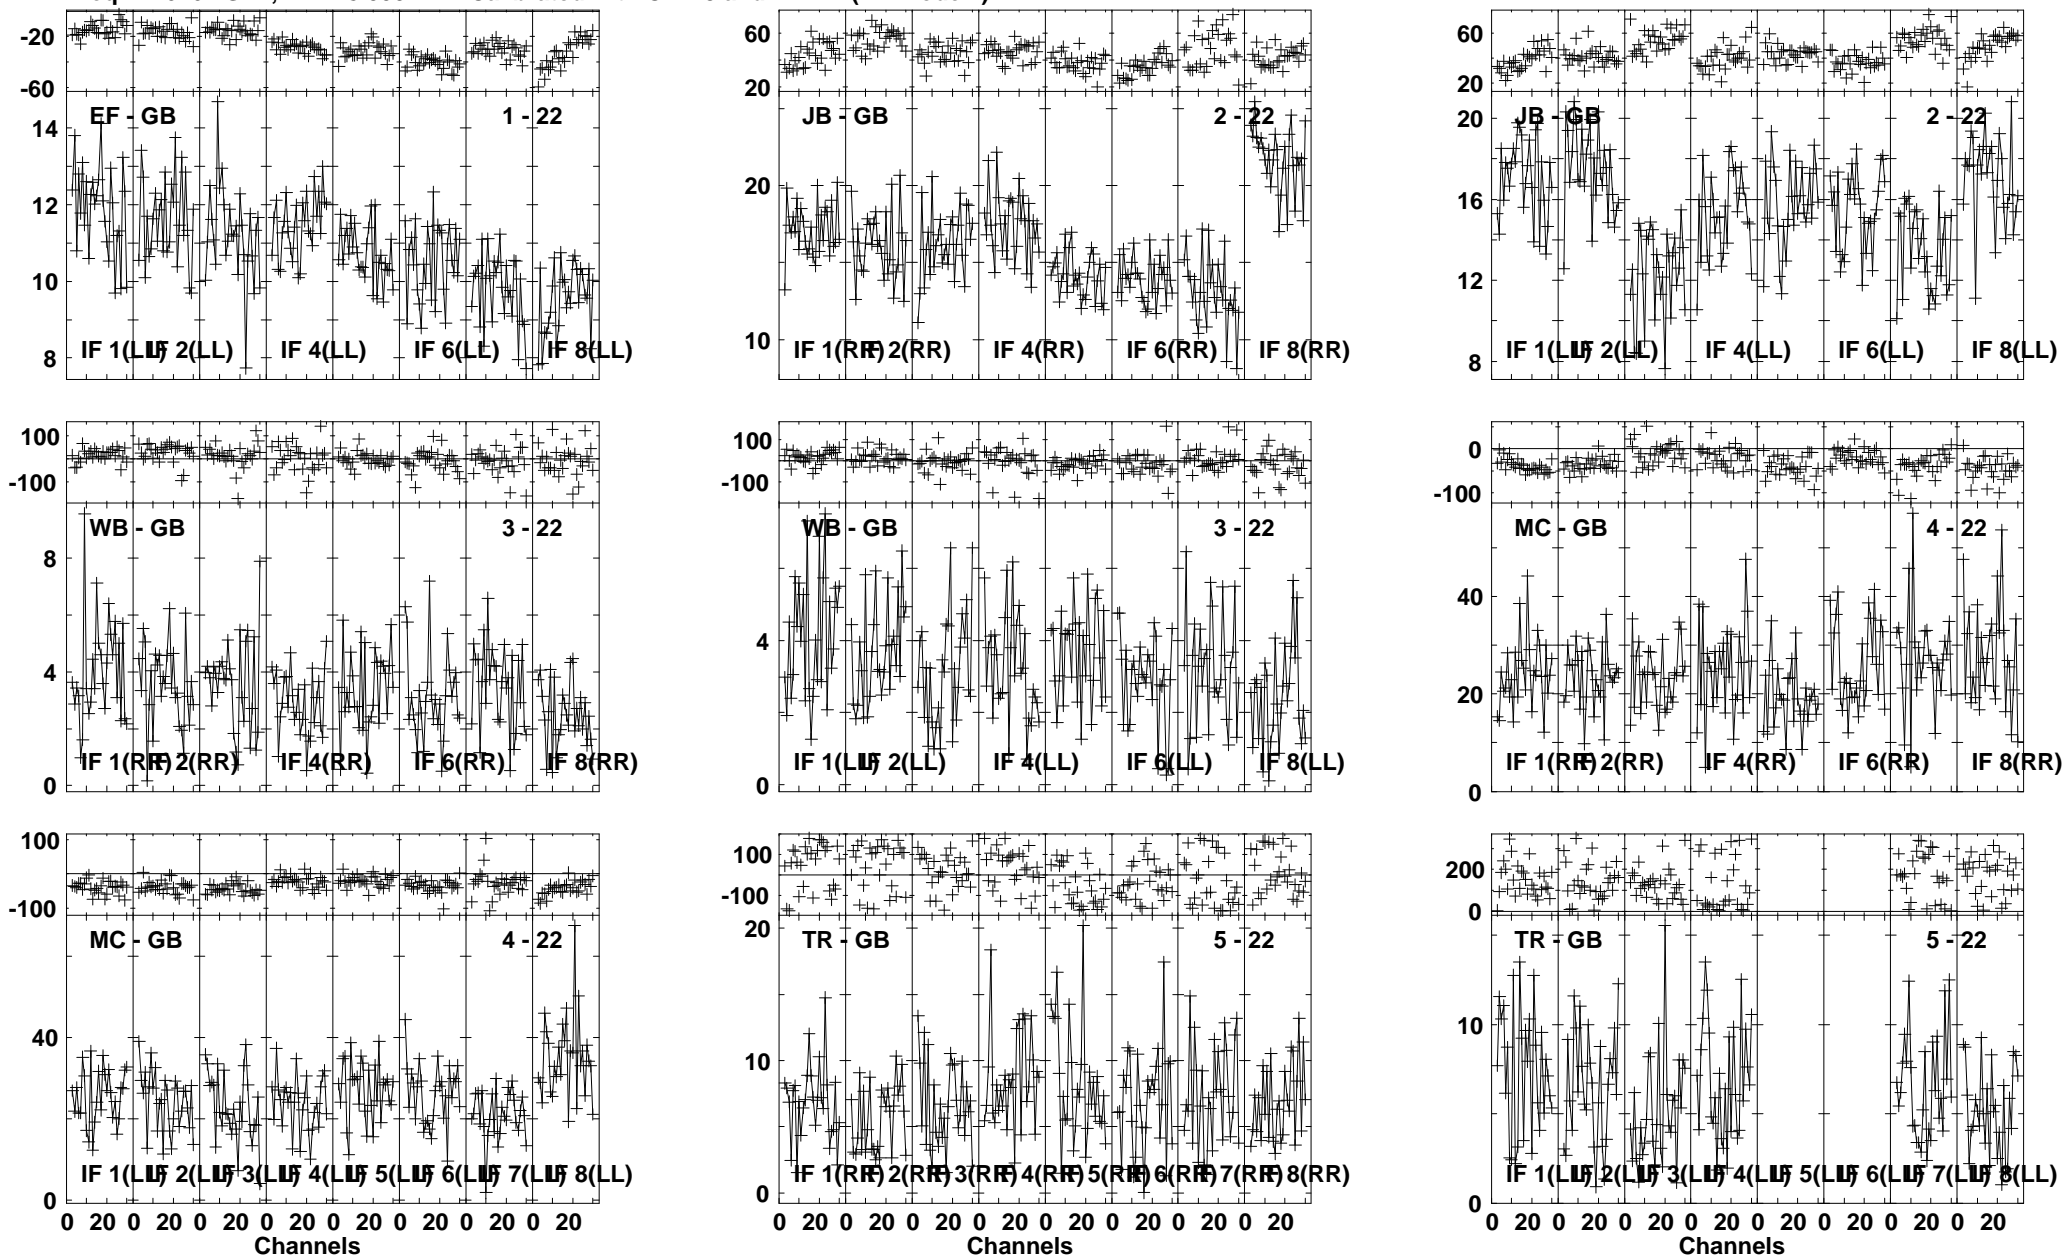 -20
-60
EF - GB 1 - 22
14
12
10
8
IF 1(LL) IF 2(LL) IF 4(LL) IF 6(LL) IF 8(LL)
60
20
JB - GB 2 - 22
20
10
IF 1(RR) IF 2(RR) IF 4(RR) IF 6(RR) IF 8(RR)
60
20
JB - GB 2 - 22
20
16
12
8
IF 1(LL) IF 2(LL) IF 4(LL) IF 6(LL) IF 8(LL)
100
-100
WB - GB 3 - 22
8
4
0
IF 1(RR) IF 2(RR) IF 4(RR) IF 6(RR) IF 8(RR)
100
-100
WB - GB 3 - 22
4
0
IF 1(LL) IF 2(LL) IF 4(LL) IF 6(LL) IF 8(LL)
0
-100
MC - GB 4 - 22
40
20
0
IF 1(RR) IF 2(RR) IF 4(RR) IF 6(RR) IF 8(RR)
100
-100
MC - GB 4 - 22
40
0
IF 1(LL) IF 2(LL) IF 3(LL) IF 4(LL) IF 5(LL) IF 6(LL) IF 7(LL) IF 8(LL)
0 20 0 20 0 20 0 20 0 20 0 20 0 20 0 20
Channels
100
-100
TR - GB 5 - 22
20
10
0
IF 1(RR) IF 2(RR) IF 3(RR) IF 4(RR) IF 5(RR) IF 6(RR) IF 7(RR) IF 8(RR)
0 20 0 20 0 20 0 20 0 20 0 20 0 20 0 20
Channels
200
0
TR - GB 5 - 22
10
0
IF 1(LL) IF 2(LL) IF 3(LL) IF 4(LL) IF 5(LL) IF 6(LL) IF 7(LL) IF 8(LL)
0 20 0 20 0 20 0 20 0 20 0 20 0 20 0 20
Channels